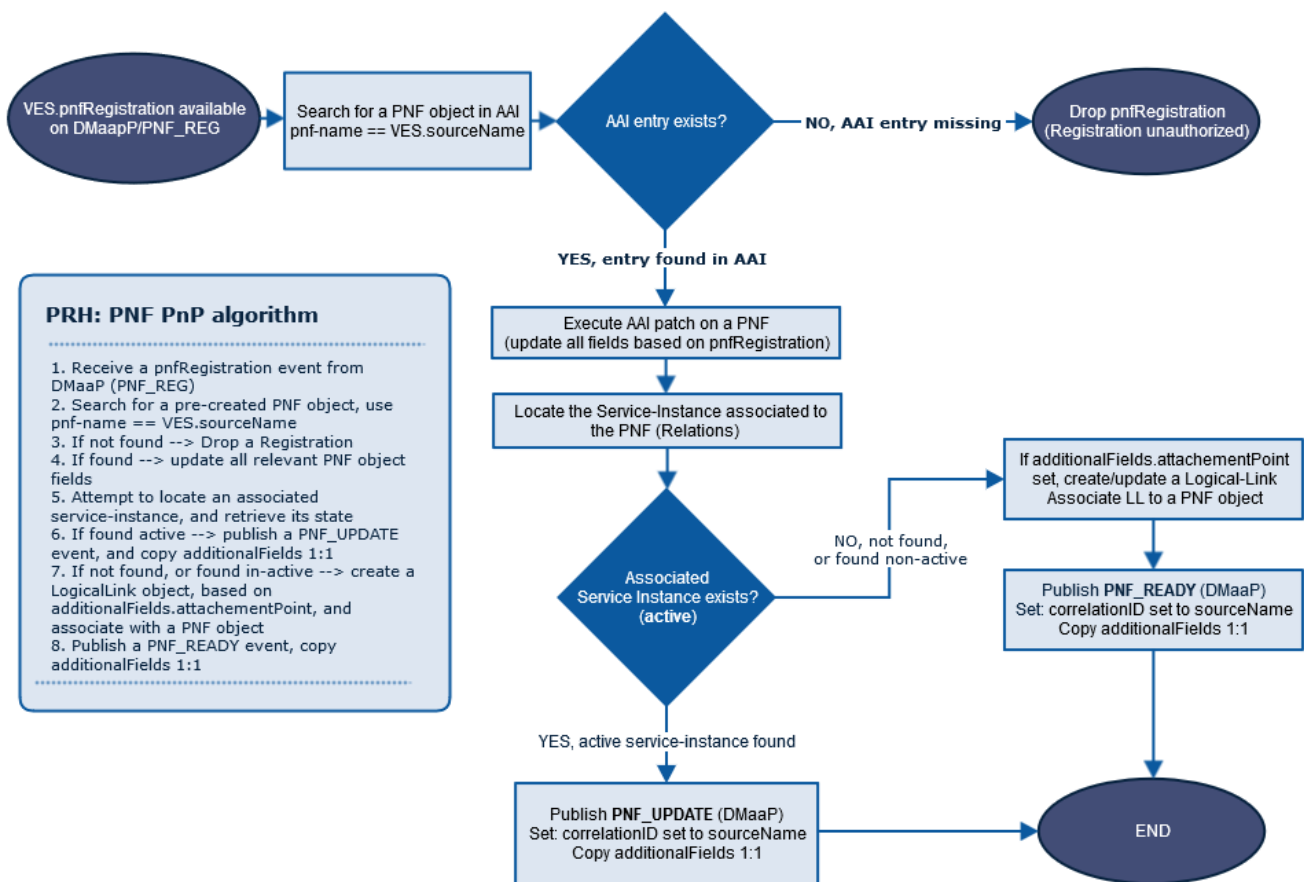 VES.pnfRegistration available
on DMaapP/PNF_REG
Search for a PNF object in AAI
pnf-name == VES.sourceName
AAI entry exists?
NO, AAI entry missing
Drop pnfRegistration
(Registration unauthorized)
YES, entry found in AAI
Execute AAI patch on a PNF
(update all fields based on pnfRegistration)
Locate the Service-Instance associated to
the PNF (Relations)
Associated
Service Instance exists?
(active)
NO, not found,
or found non-active
If additionalFields.attachementPoint
set, create/update a Logical-Link
Associate LL to a PNF object
Publish PNF_READY (DMaaP)
Set: correlationID set to sourceName
Copy additionalFields 1:1
YES, active service-instance found
Publish PNF_UPDATE (DMaaP)
Set: correlationID set to sourceName
Copy additionalFields 1:1
END
PRH: PNF PnP algorithm
1. Receive a pnfRegistration event from
DMaaP (PNF_REG)
2. Search for a pre-created PNF object, use
pnf-name == VES.sourceName
3. If not found --> Drop a Registration
4. If found --> update all relevant PNF object
fields
5. Attempt to locate an associated
service-instance, and retrieve its state
6. If found active --> publish a PNF_UPDATE
event, and copy additionalFields 1:1
7. If not found, or found in-active --> create a
LogicalLink object, based on
additionalFields.attachementPoint, and
associate with a PNF object
8. Publish a PNF_READY event, copy
additionalFields 1:1